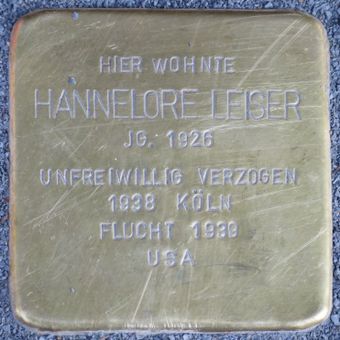 HIER WOHNTE
HANNELORE LEISER
JG. 1926
UNFREIWILLIG VERZOGEN
1938 KÖLN
FLUCHT 1939
USA